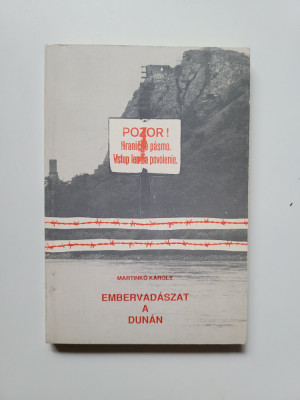 POZOR!
Hraničné pásmo.
Vstup len na povolenie.
MARTINKÓ KÁROLY
EMBERVADÁSZAT
A
DUNÁN